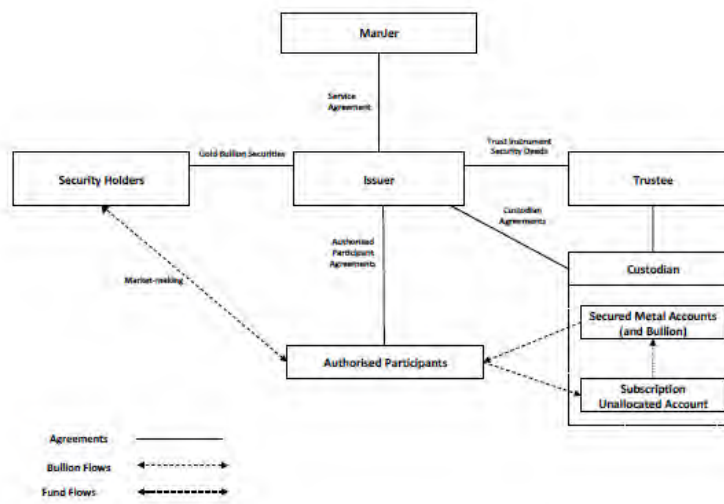 ManJer
Service
Agreement
Gold Bullion Securities
Trust Instrument
Security Deeds
Security Holders
Issuer
Trustee
Custodian
Agreements
Authorised
Participant
Agreements
Custodian
Market-making
Secured Metal Accounts
(and Bullion)
Authorised Participants
Subscription
Unallocated Account
Agreements
Bullion Flows
Fund Flows